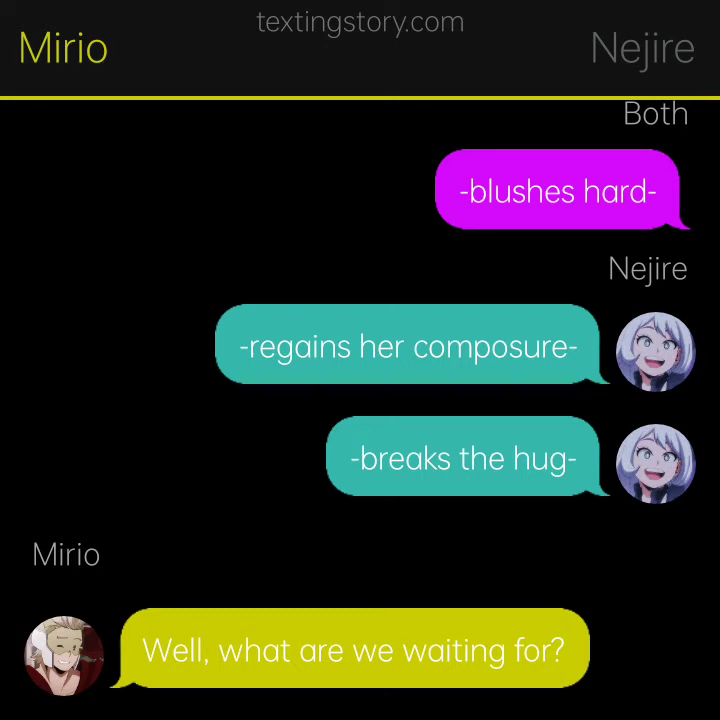 textingstory.com
Mirio
Nejire
Both
-blushes hard-
Nejire
-regains her composure-
-breaks the hug-
Mirio
Well, what are we waiting for?